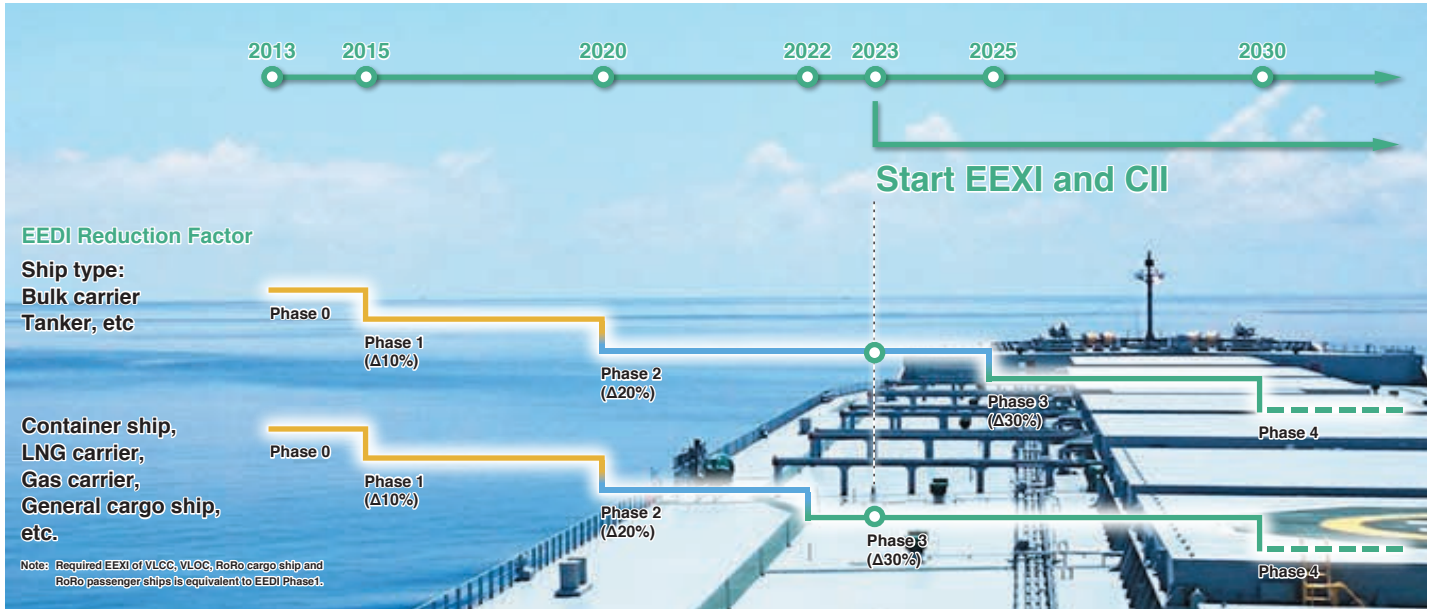 2013 2015 2020 2022 2023 2025 2030
Start EEXI and CII
EEDI Reduction Factor
Ship type:
Bulk carrier
Tanker, etc
Phase 0
Phase 1
(Δ10%)
Phase 2
(Δ20%)
Phase 3
(Δ30%)
Phase 4
Container ship,
LNG carrier,
Gas carrier,
General cargo ship,
etc.
Phase 0
Phase 1
(Δ10%)
Phase 2
(Δ20%)
Phase 3
(Δ30%)
Phase 4
Note: Required EEXI of VLCC, VLOC, RoRo cargo ship and
RoRo passenger ships is equivalent to EEDI Phase1.